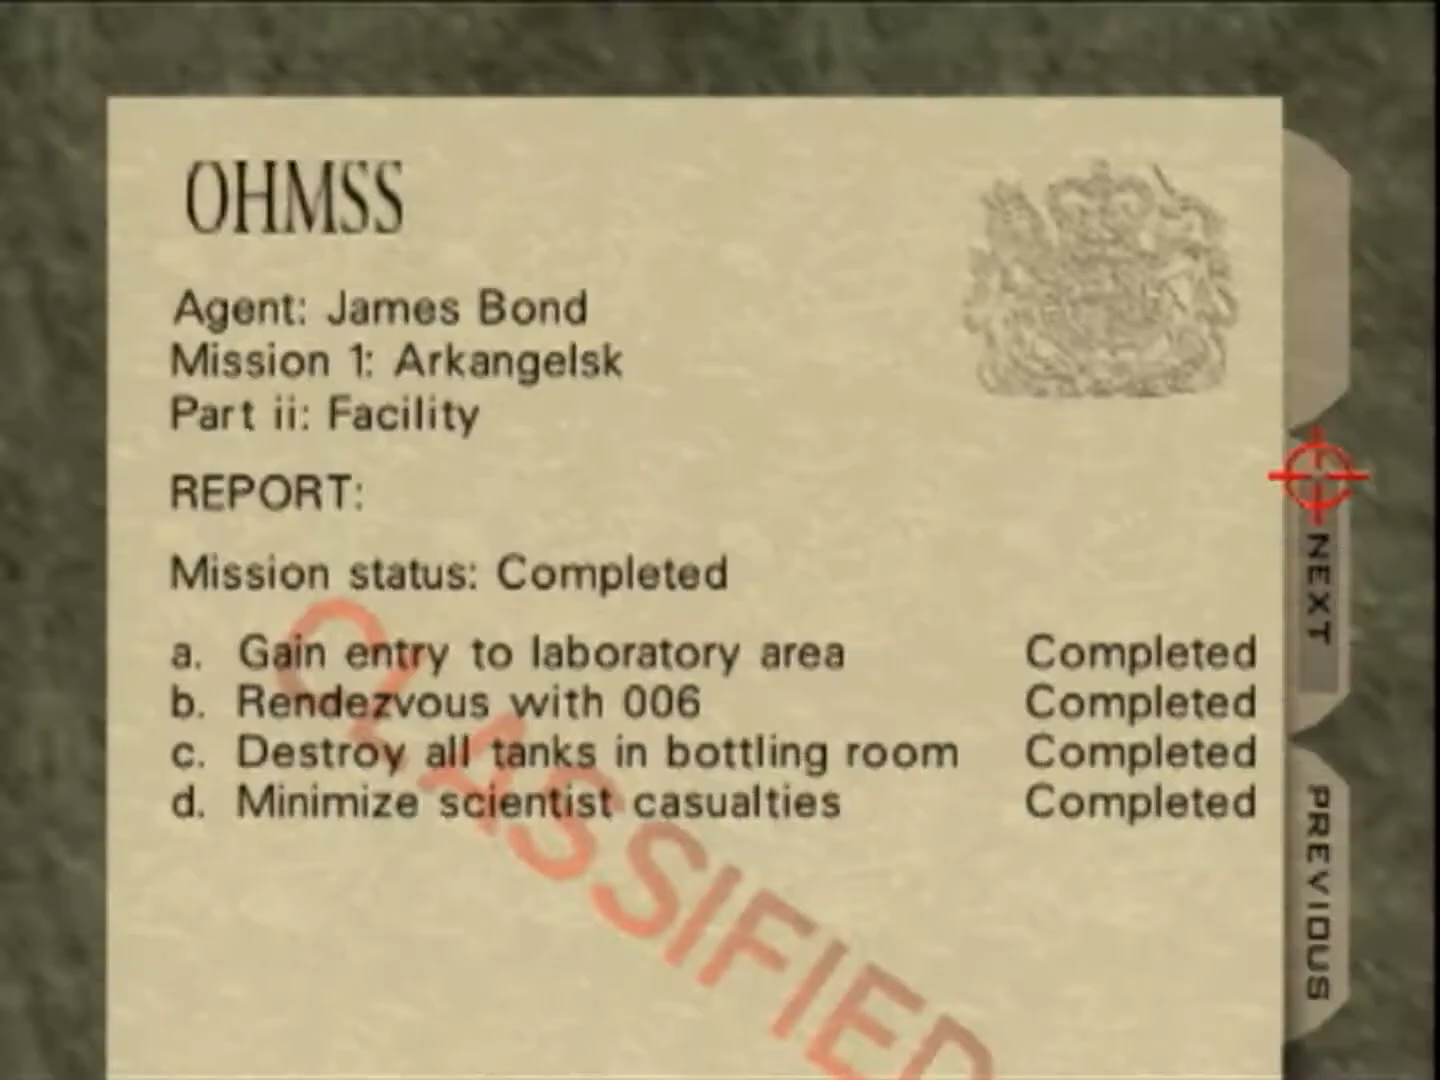 OHMSS
Agent: James Bond
Mission 1: Arkangelsk
Part ii: Facility
REPORT:
Mission status: Completed
a. Gain entry to laboratory area Completed
b. Rendezvous with 006 Completed
c. Destroy all tanks in bottling room Completed
d. Minimize scientist casualties Completed
CLASSIFIED
NEXT
PREVIOUS